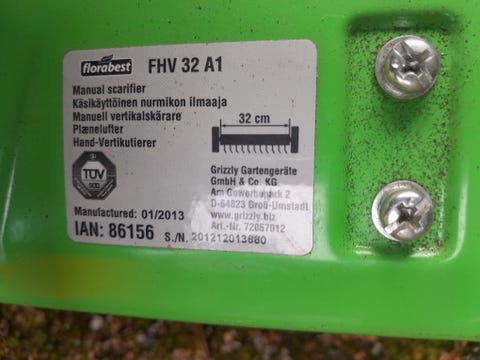 florabest FHV 32 A1
Manual scarifier
Käsikäyttöinen nurmikon ilmaaja
Manuell vertikalskärare
Plænelufter
Hand-Vertikutierer
32 cm
TÜV
SÜD
Grizzly Gartengeräte
GmbH & Co. KG
Am Gewerbepark 2
D-64823 Groß-Umstadt
www.grizzly.biz
Art.-Nr. 72057012
Manufactured: 01/2013
IAN: 86156 S./N. 201212013680